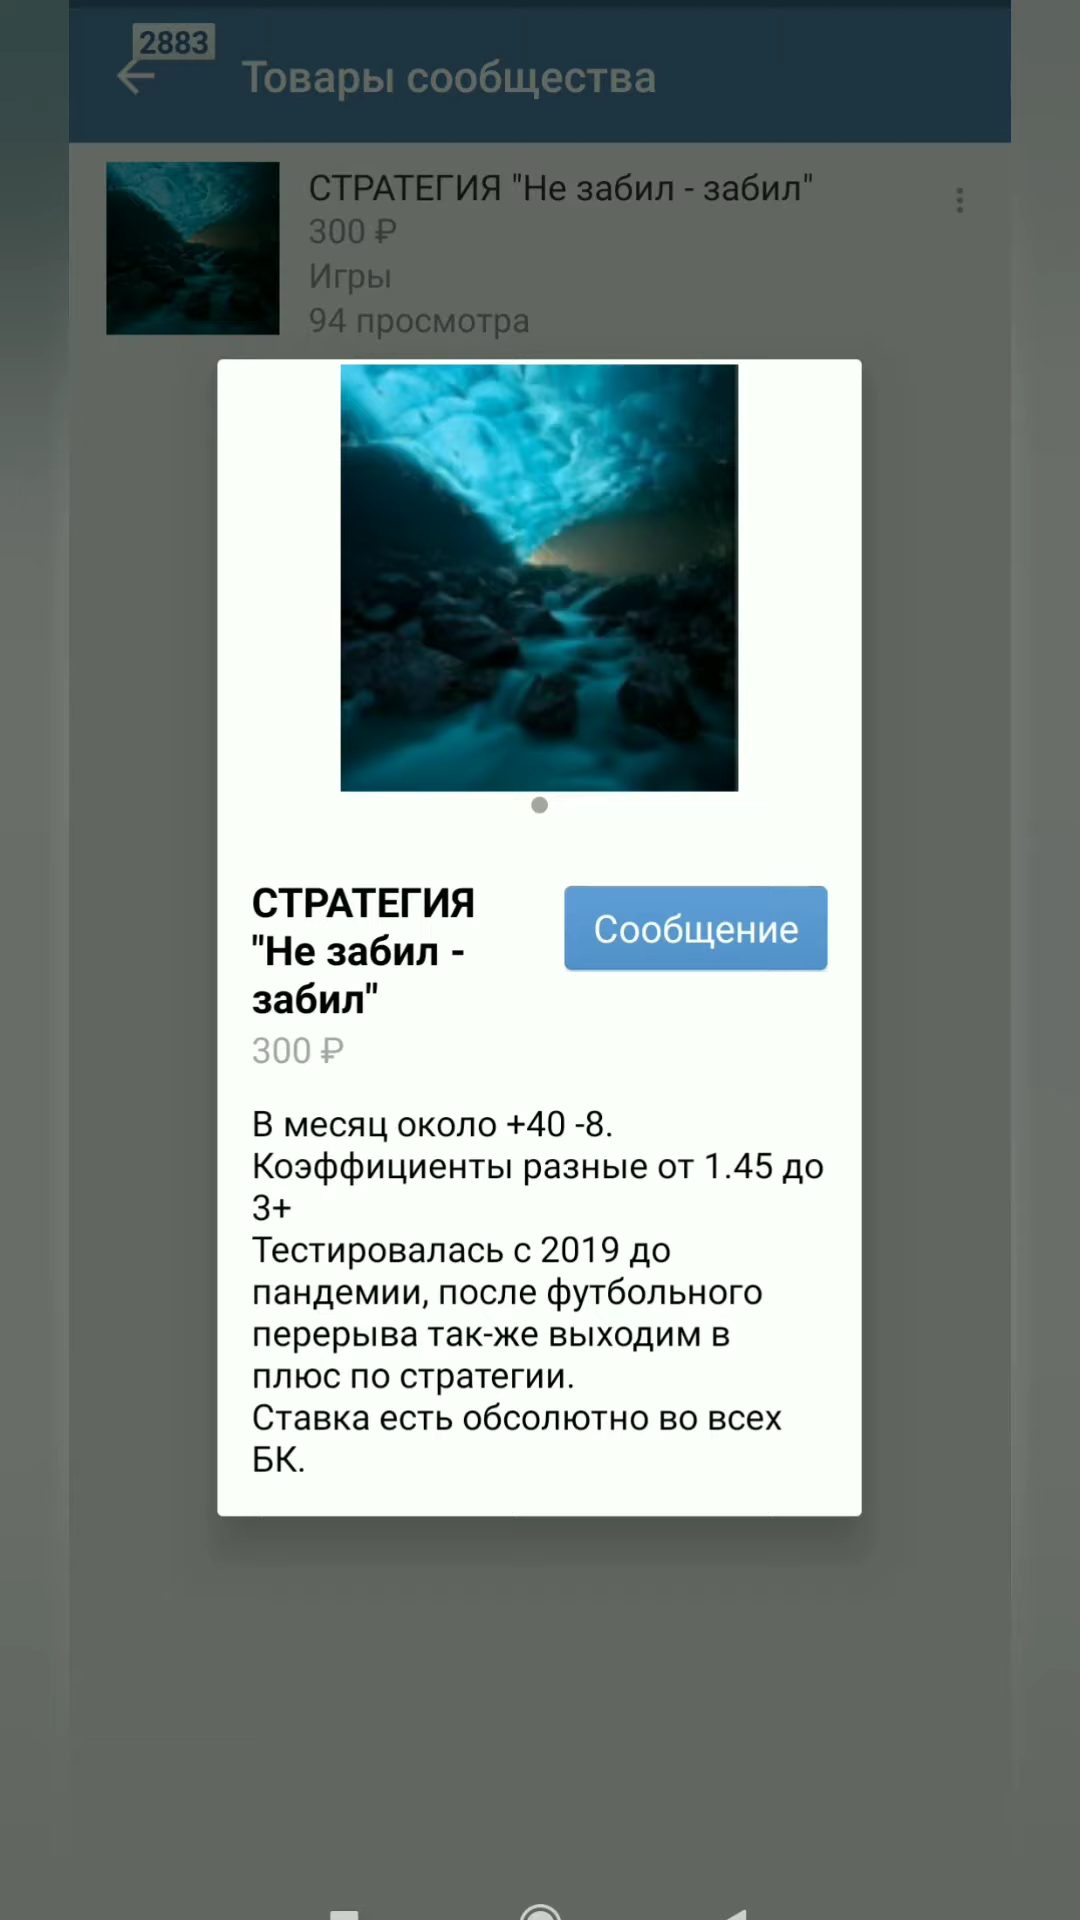 2883
Товары сообщества
СТРАТЕГИЯ "Не забил - забил"
300 ₽
Игры
94 просмотра
СТРАТЕГИЯ
"Не забил -
забил"
300 ₽
Сообщение
В месяц около +40 -8.
Коэффициенты разные от 1.45 до
3+
Тестировалась с 2019 до
пандемии, после футбольного
перерыва так-же выходим в
плюс по стратегии.
Ставка есть обсолютно во всех
БК.